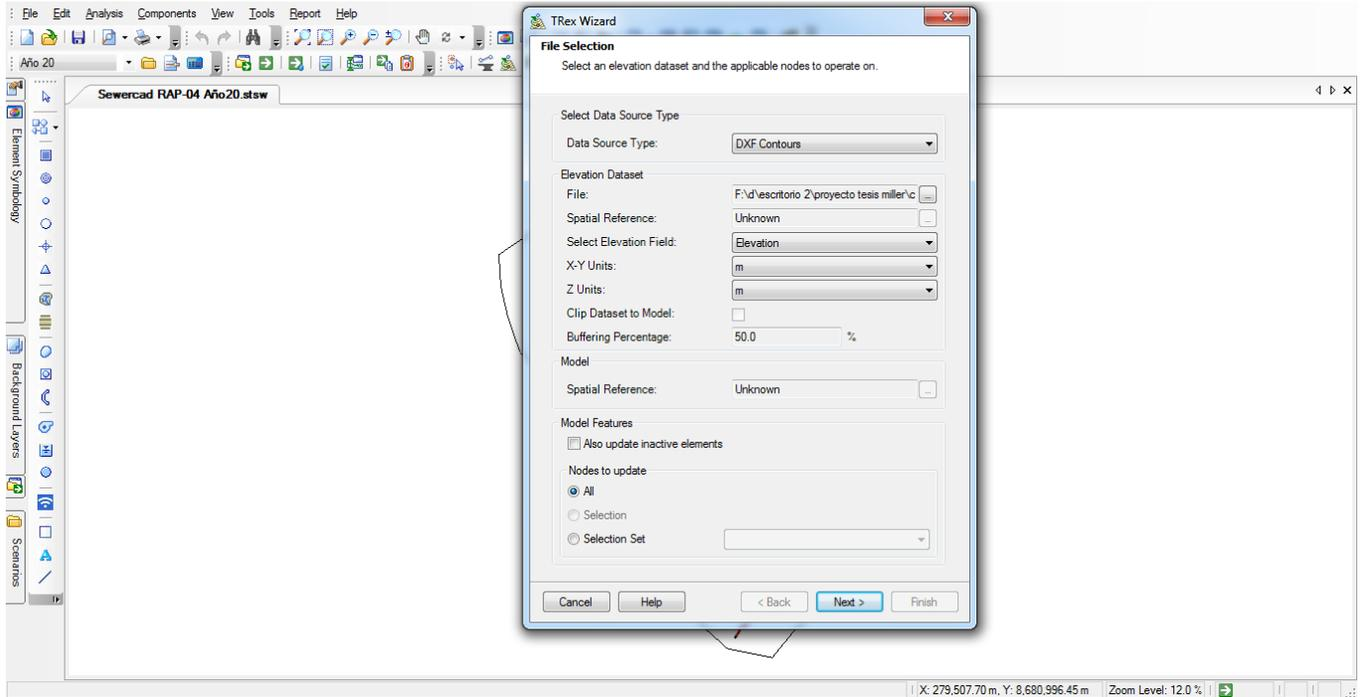 File Edit Analysis Components View Tools Report Help
Año 20
Sewercad RAP-04 Año20.stsw
Element Symbology
Background Layers
Scenarios
TRex Wizard
File Selection
Select an elevation dataset and the applicable nodes to operate on.
Select Data Source Type
Data Source Type: DXF Contours
Elevation Dataset
File: F:\d\escritorio 2\proyecto tesis miller\c ...
Spatial Reference: Unknown ...
Select Elevation Field: Elevation
X-Y Units: m
Z Units: m
Clip Dataset to Model:
Buffering Percentage: 50.0 %
Model
Spatial Reference: Unknown ...
Model Features
Also update inactive elements
Nodes to update
All
Selection
Selection Set
Cancel Help < Back Next > Finish
X: 279,507.70 m, Y: 8,680,996.45 m Zoom Level: 12.0 %